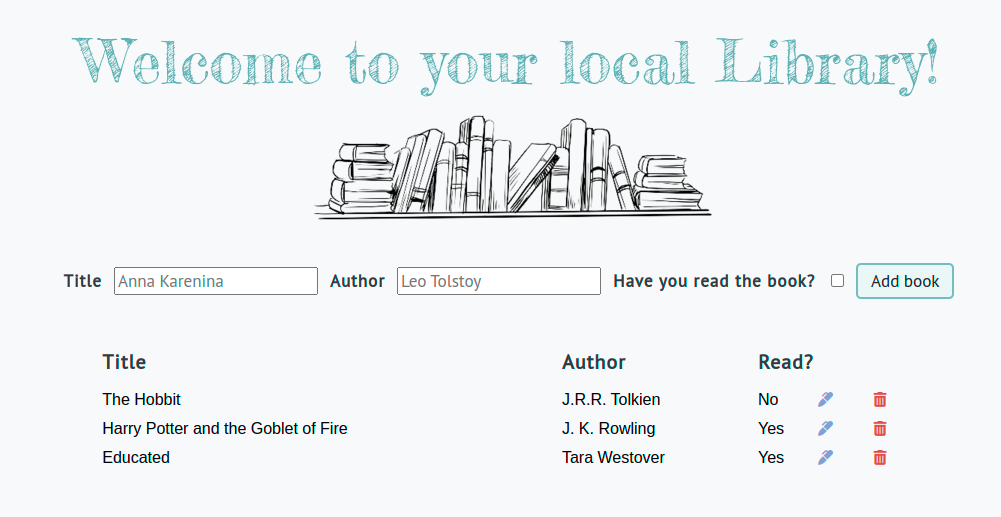 Welcome to your local Library!
Title Anna Karenina Author Leo Tolstoy Have you read the book? Add book
Title Author Read?
The Hobbit J.R.R. Tolkien No
Harry Potter and the Goblet of Fire J. K. Rowling Yes
Educated Tara Westover Yes